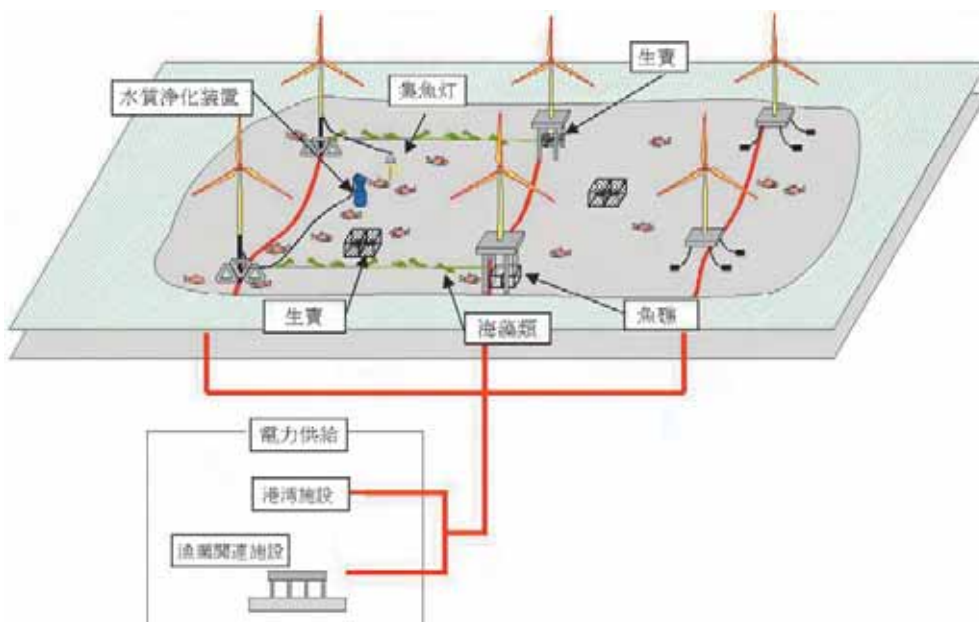 生簀
集魚灯
水質浄化装置
生簀
海藻類
魚礁
電力供給
港湾施設
漁業関連施設